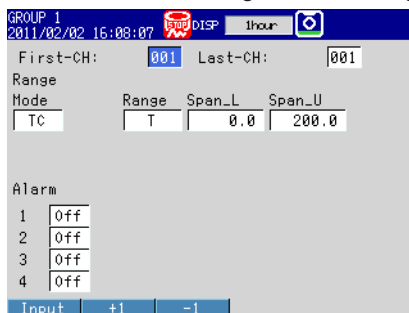 GROUP 1
2011/02/02 16:08:07 STOP DISP 1hour
First-CH: 001 Last-CH: 001
Range
Mode Range Span_L Span_U
TC T 0.0 200.0
Alarm
1 Off
2 Off
3 Off
4 Off
Input +1 -1